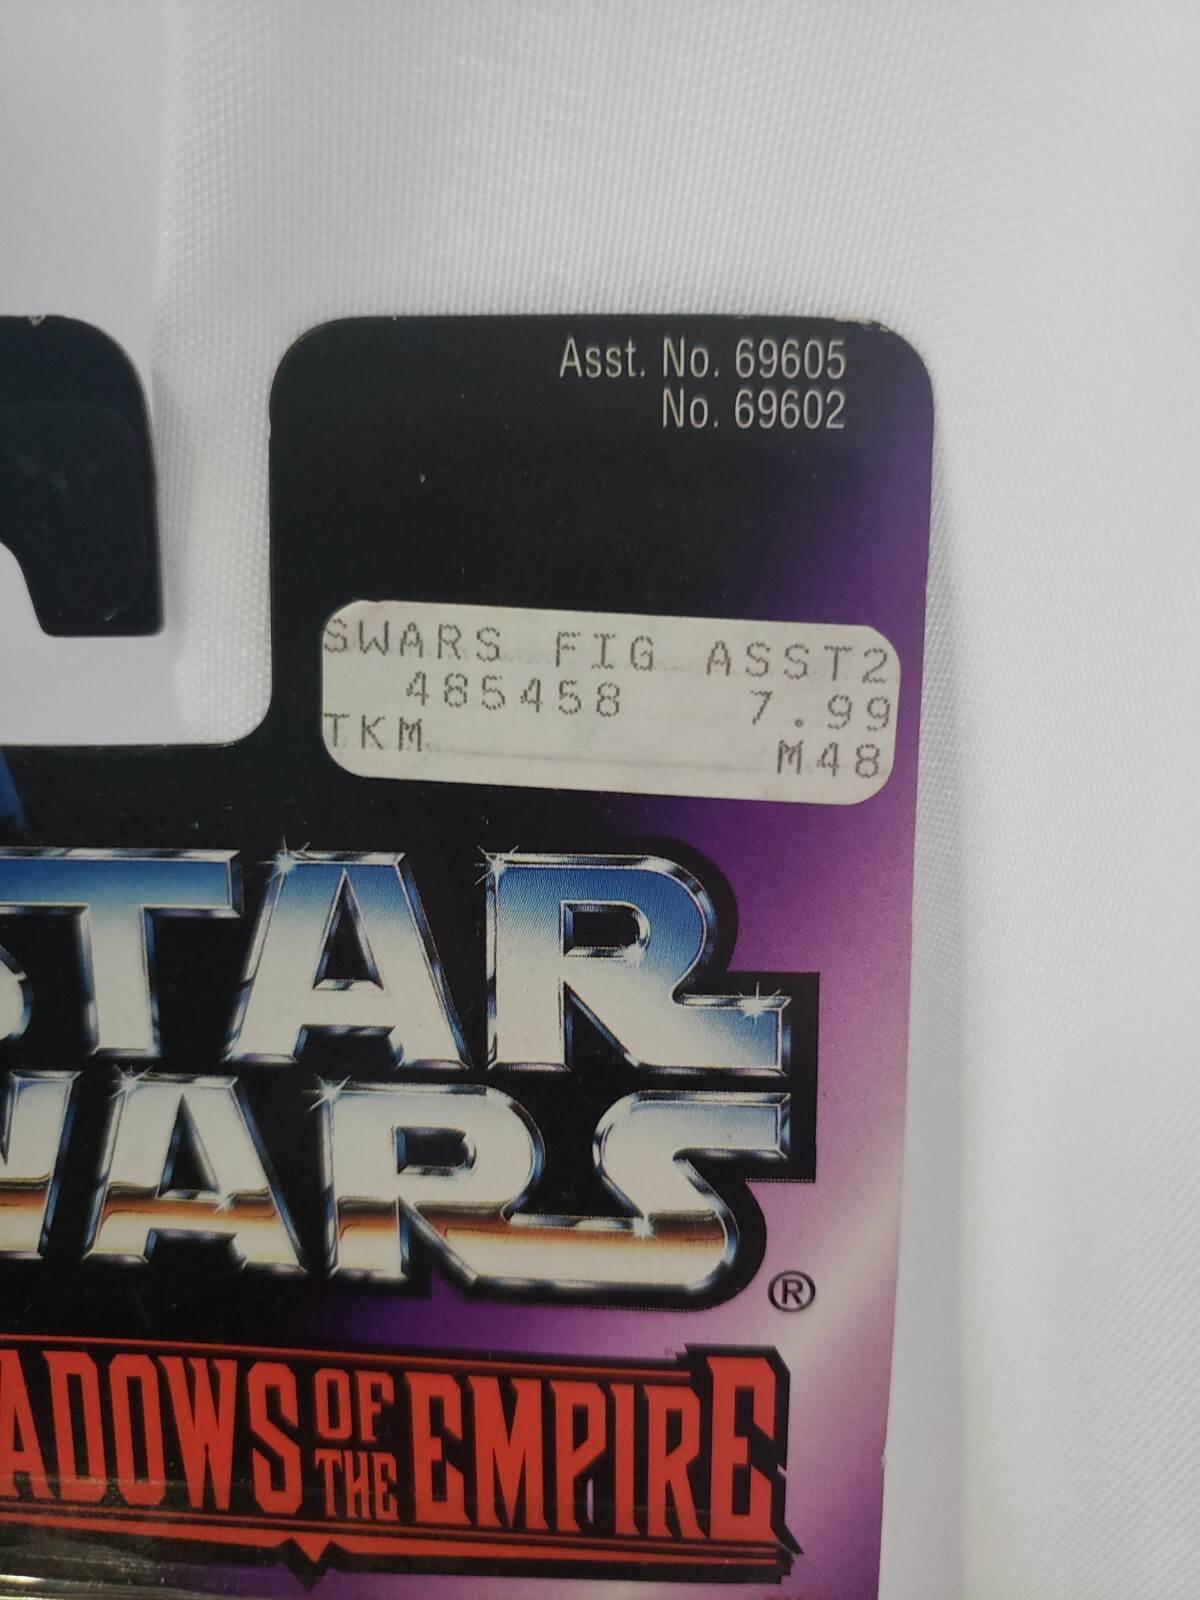 Asst. No. 69605
No. 69602
SWARS FIG ASST2
485458 7.99
TKM M48
STAR
WARS
®
ADOWS OF THE EMPIRE